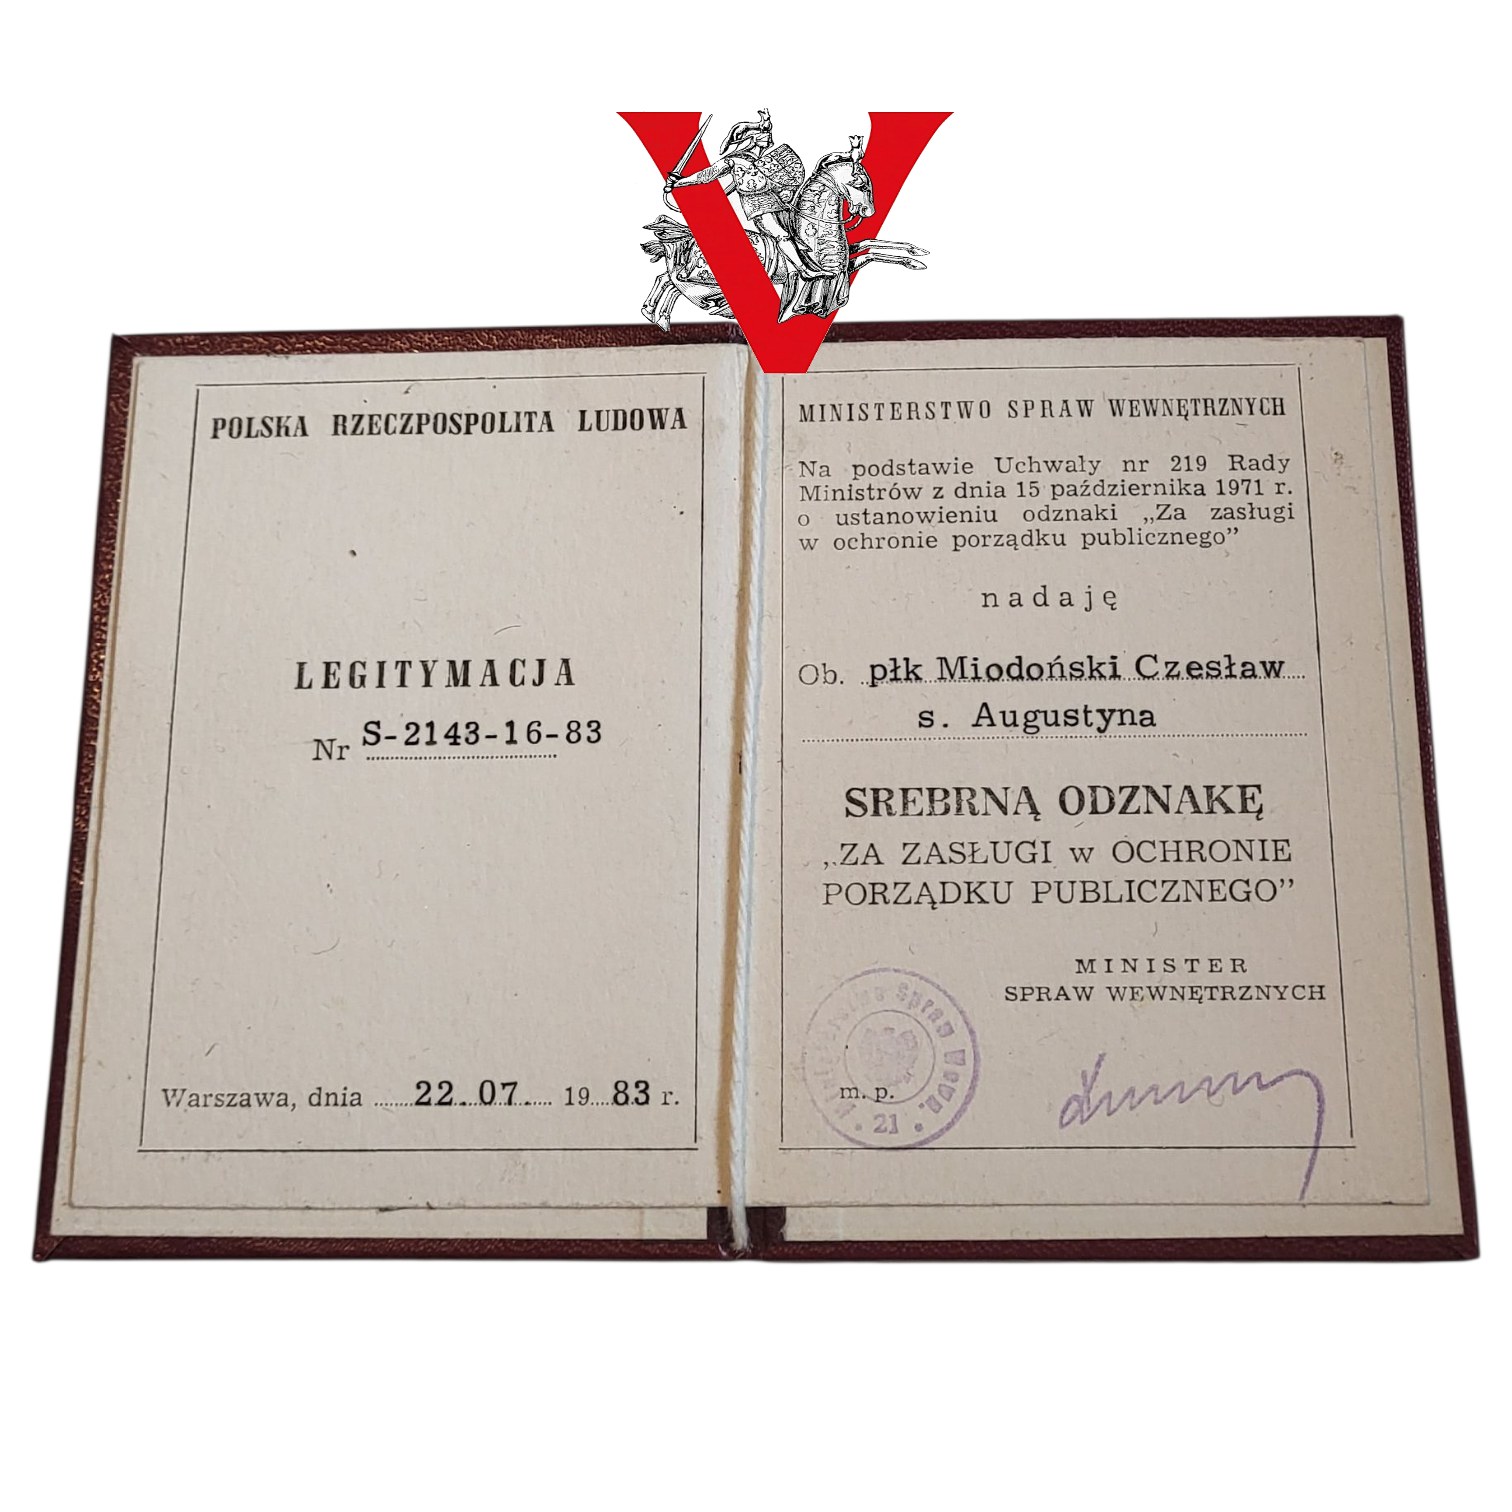 V
POLSKA RZECZPOSPOLITA LUDOWA
LEGITYMACJA
Nr S-2143-16-83
Warszawa, dnia 22.07. 1983 r.
MINISTERSTWO SPRAW WEWNĘTRZNYCH
Na podstawie Uchwały nr 219 Rady
Ministrów z dnia 15 października 1971 r.
o ustanowieniu odznaki „Za zasługi
w ochronie porządku publicznego”
nadaję
Ob. płk Miodoński Czesław
s. Augustyna
SREBRNĄ ODZNAKĘ
„ZA ZASŁUGI w OCHRONIE
PORZĄDKU PUBLICZNEGO”
MINISTER
SPRAW WEWNĘTRZNYCH
m. p.
Spraw Wewn.
21